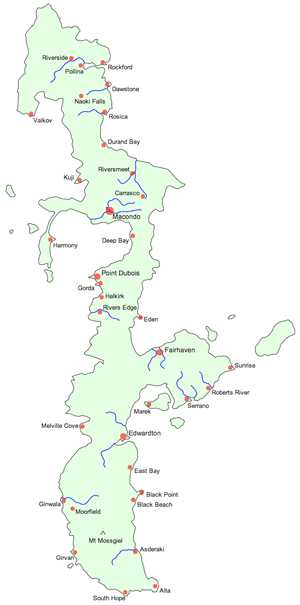 Riverside
Pollina
Rockford
Dawstone
Naoki Falls
Valkov
Rosica
Durand Bay
Riversmeet
Kuji
Carrasco
Macondo
Deep Bay
Harmony
Point Dubois
Gorda
Halkirk
Rivers Edge
Eden
Fairhaven
Sunrise
Roberts River
Serrano
Marek
Melville Cove
Edwardton
East Bay
Black Point
Black Beach
Ginwala
Moorfield
Mt Mossgiel
Asderaki
Girvan
Alta
South Hope